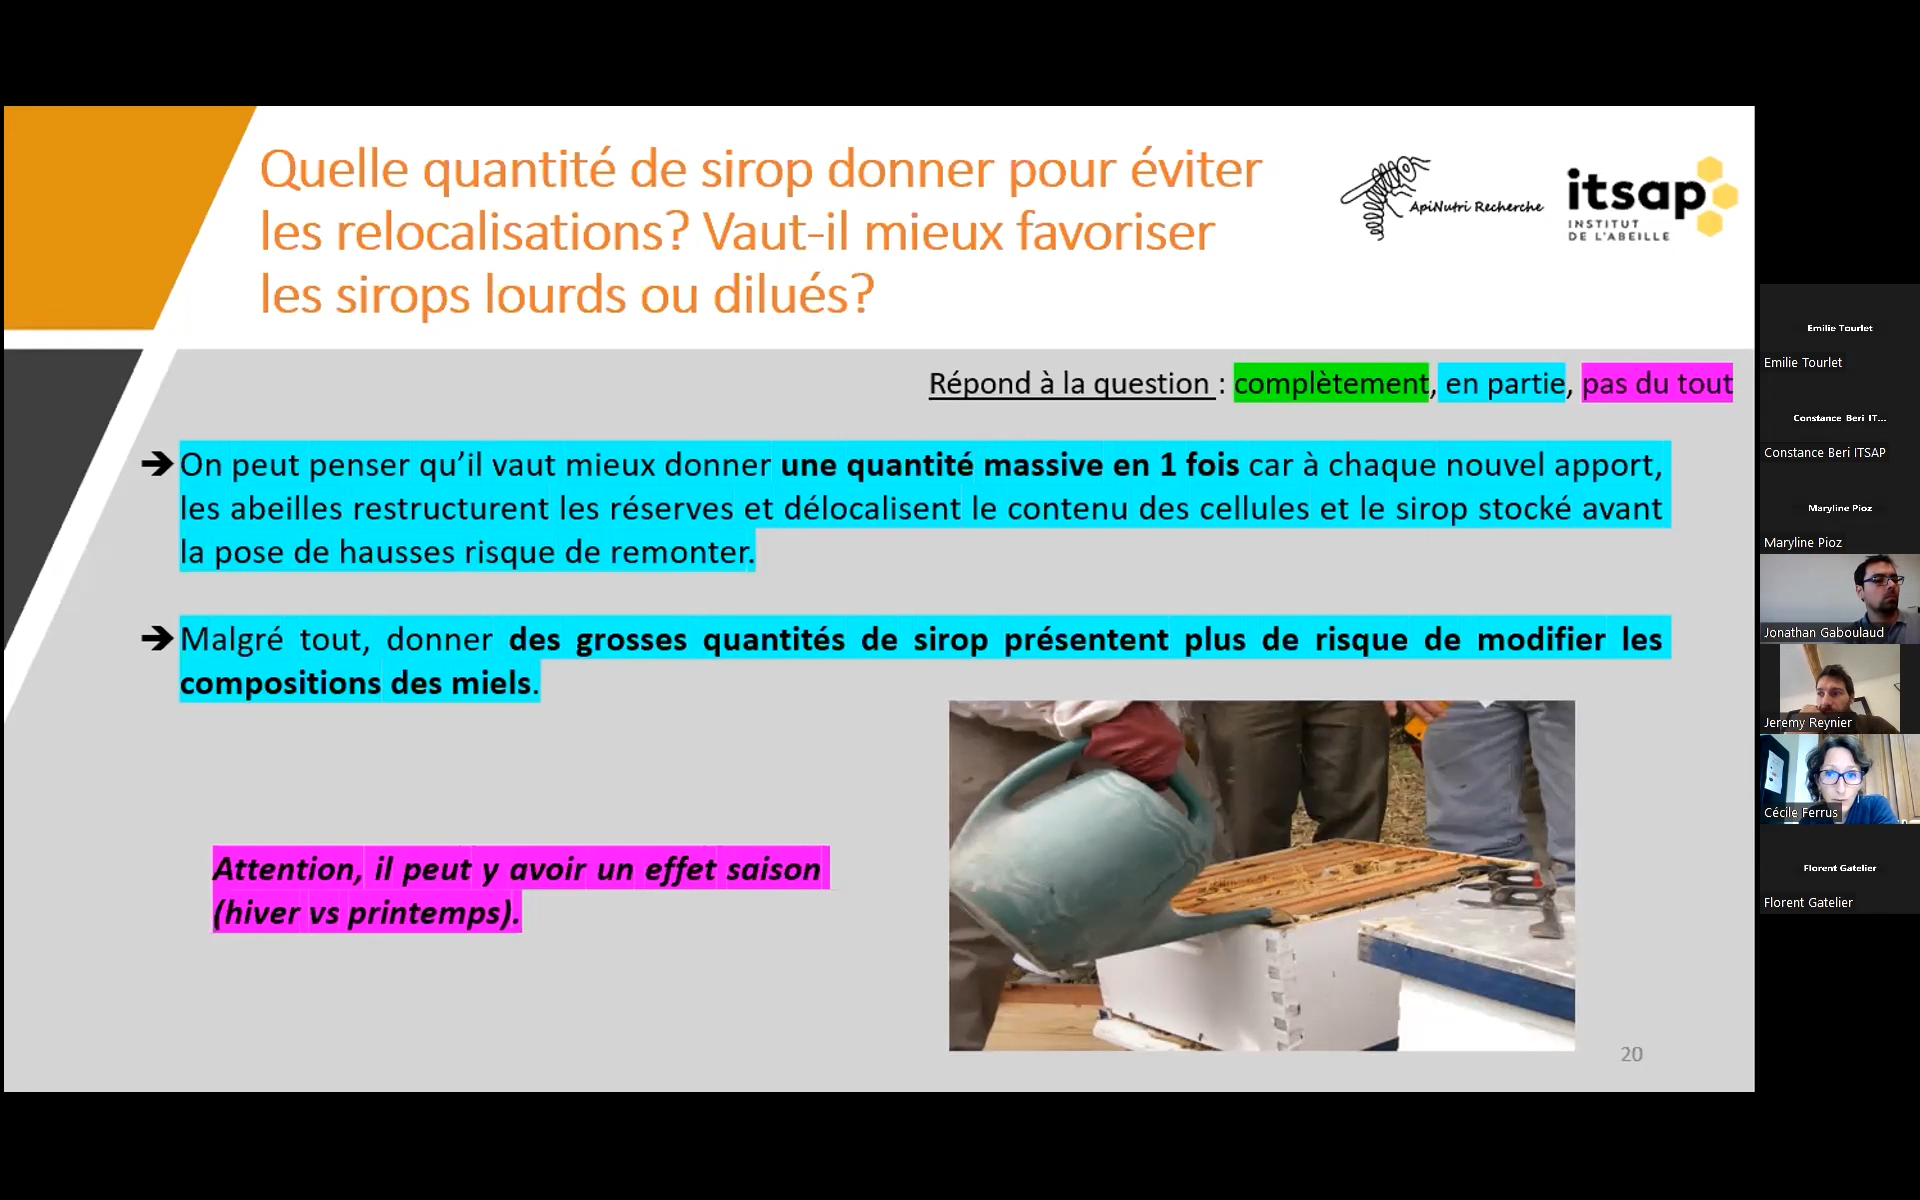 Quelle quantité de sirop donner pour éviter
les relocalisations? Vaut-il mieux favoriser
les sirops lourds ou dilués?
ApiNutri Recherche
itsap
INSTITUT
DE L'ABEILLE
Répond à la question : complètement, en partie, pas du tout
➔ On peut penser qu’il vaut mieux donner une quantité massive en 1 fois car à chaque nouvel apport,
les abeilles restructurent les réserves et délocalisent le contenu des cellules et le sirop stocké avant
la pose de hausses risque de remonter.
➔ Malgré tout, donner des grosses quantités de sirop présentent plus de risque de modifier les
compositions des miels.
Attention, il peut y avoir un effet saison
(hiver vs printemps).
20
Emilie Tourlet
Emilie Tourlet
Constance Beri IT...
Constance Beri ITSAP
Maryline Pioz
Maryline Pioz
Jonathan Gaboulaud
Jeremy Reynier
Cécile Ferrus
Florent Gatelier
Florent Gatelier